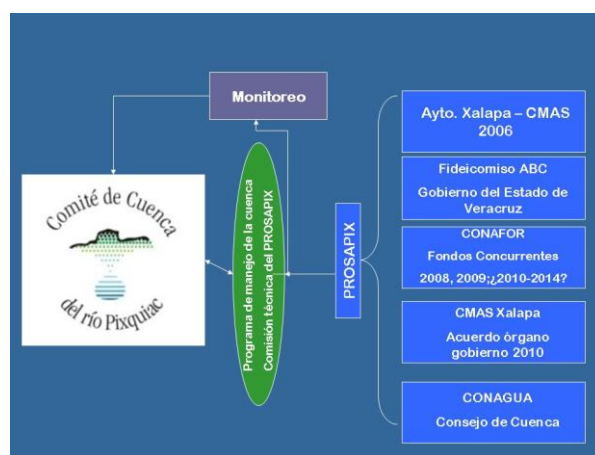 Monitoreo
Comité de Cuenca
del río Pixquiac
Programa de manejo de la cuenca
Comisión técnica del PROSAPIX
PROSAPIX
Ayto. Xalapa – CMAS
2006
Fideicomiso ABC
Gobierno del Estado de
Veracruz
CONAFOR
Fondos Concurrentes
2008, 2009;¿2010-2014?
CMAS Xalapa
Acuerdo òrgano
gobierno 2010
CONAGUA
Consejo de Cuenca